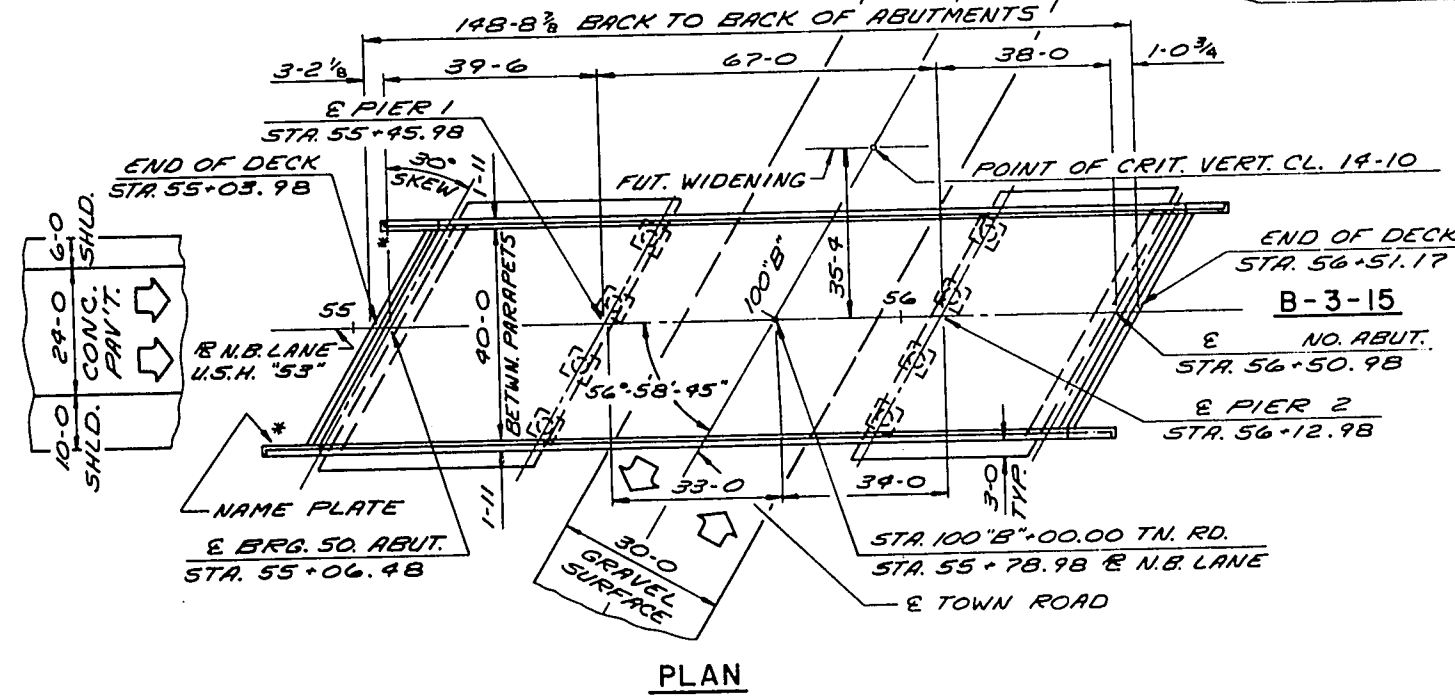 148-8 7/8 BACK TO BACK OF ABUTMENTS
3-2 1/8
39-6
67-0
38-0
1-0 3/4
℄ PIER 1
STA. 55+45.98
END OF DECK
STA. 55+03.98
30°
SKEW
1-11
FUT. WIDENING
POINT OF CRIT. VERT. CL. 14-10
6-0
SHLD.
24-0
CONC.
PAV'T.
10-0
SHLD.
*
END OF DECK
STA. 56+51.17
B-3-15
35-4
100"B"
40-0
BETWN. PARAPETS
55
56
℞ N.B. LANE
U.S.H. "53"
56°-58'-45"
℄ NO. ABUT.
STA. 56+50.98
℄ PIER 2
STA. 56+12.98
*
NAME PLATE
1-11
33-0
34-0
3-0
TYP.
℄ BRG. SO. ABUT.
STA. 55+06.48
30-0
GRAVEL
SURFACE
STA. 100"B"+00.00 TN. RD.
STA. 55+78.98 ℞ N.B. LANE
℄ TOWN ROAD
PLAN